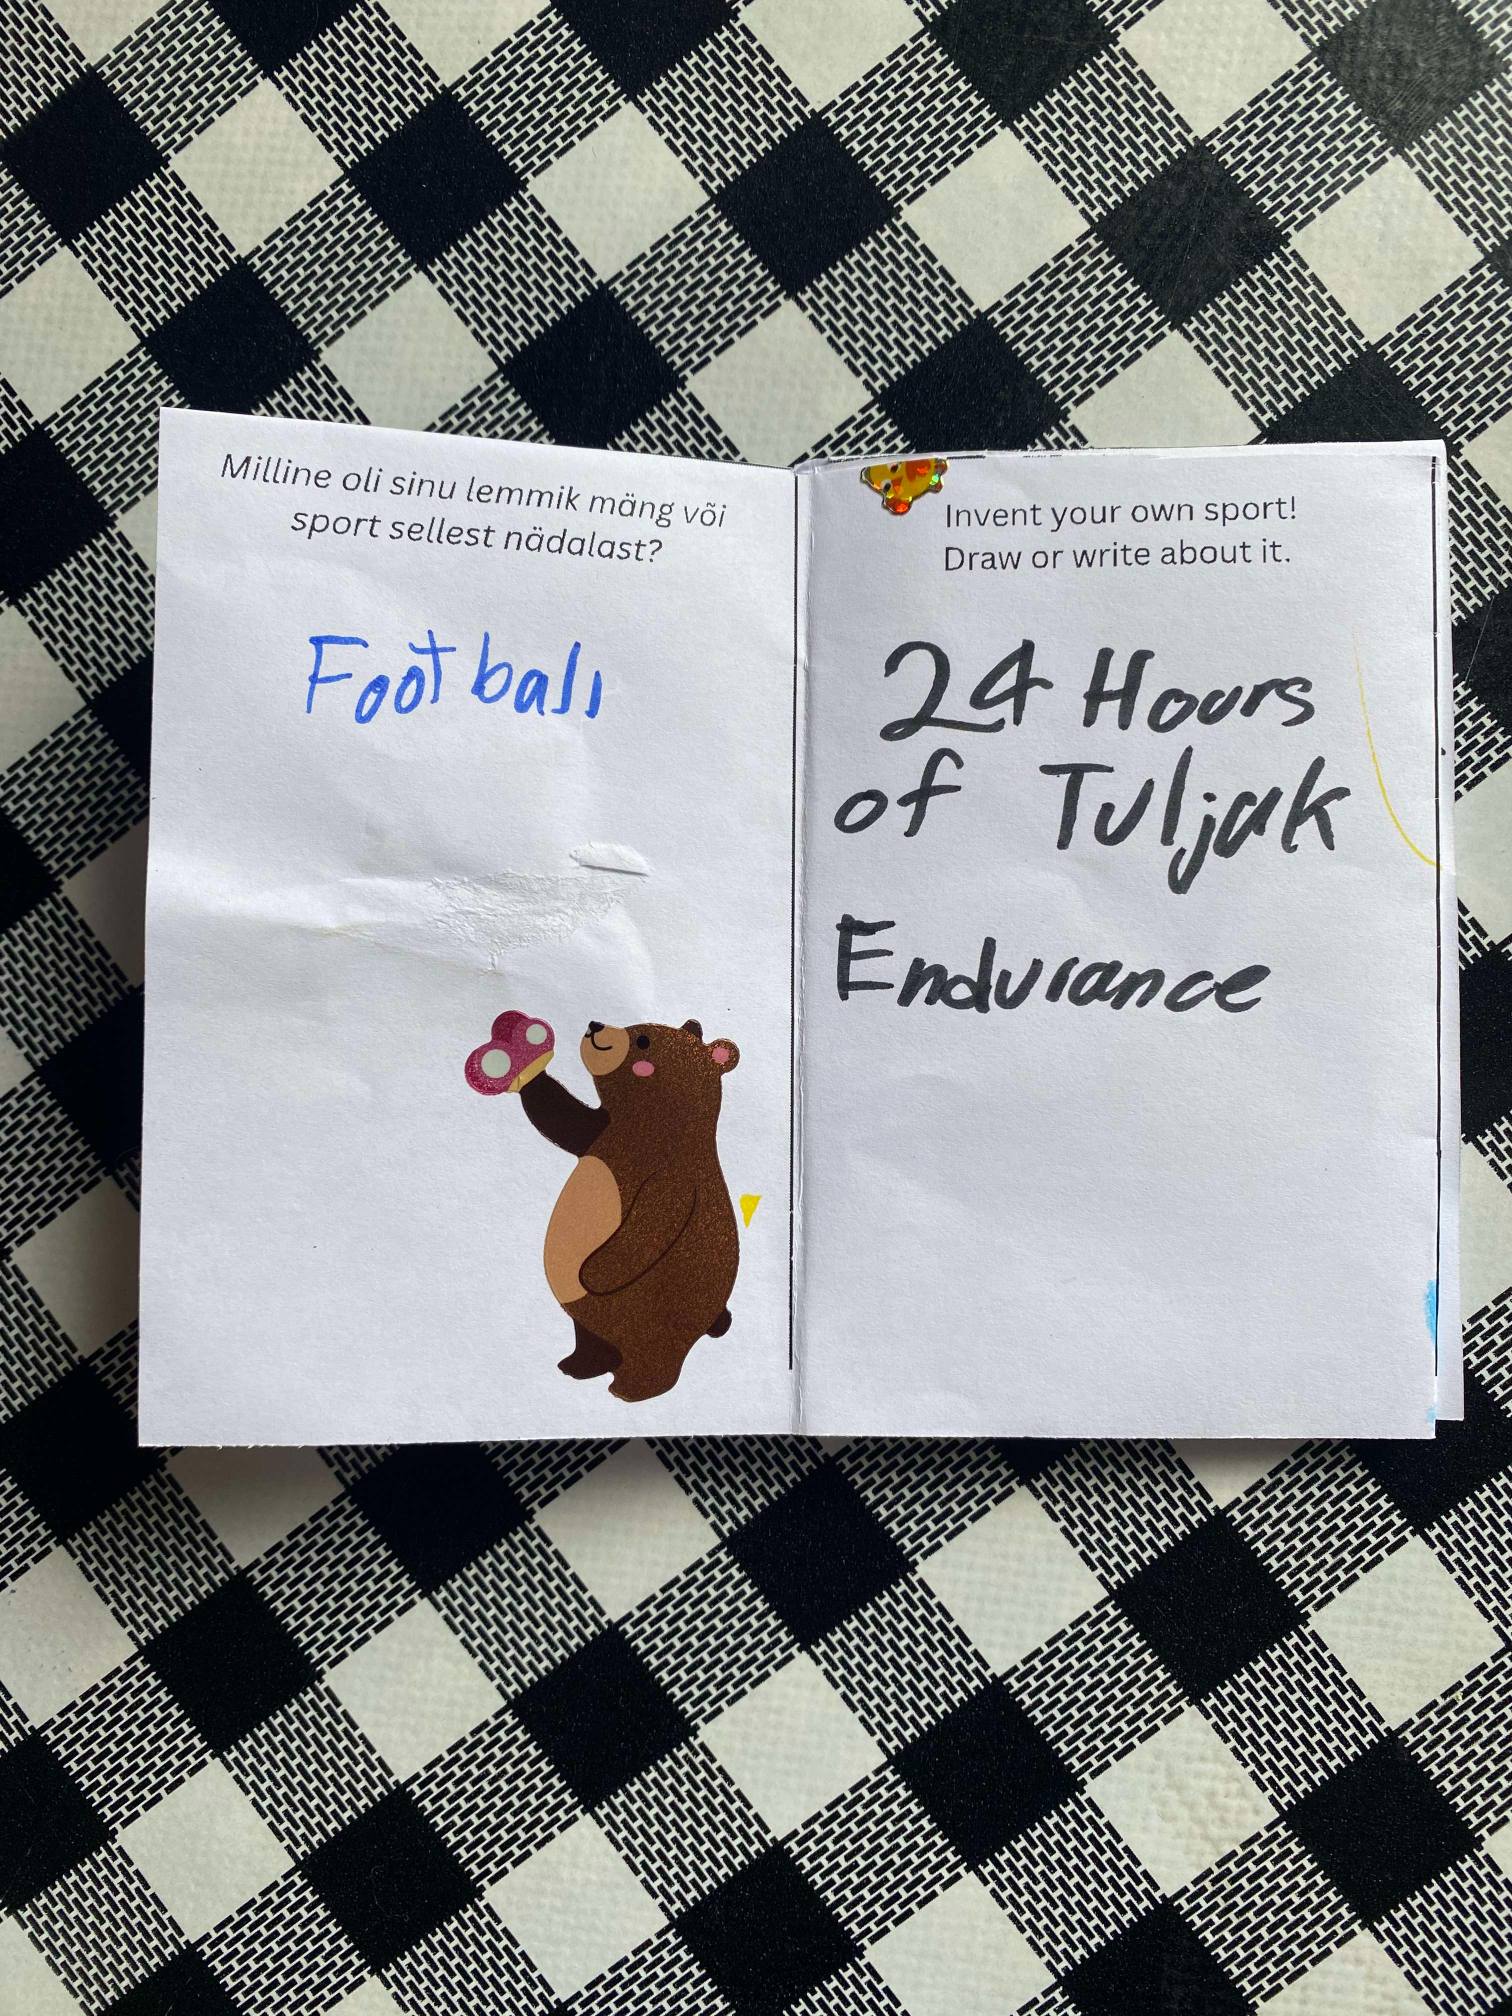 Milline oli sinu lemmik mäng või
sport sellest nädalast?
Football
Invent your own sport!
Draw or write about it.
24 Hours
of Tuljak
Endurance